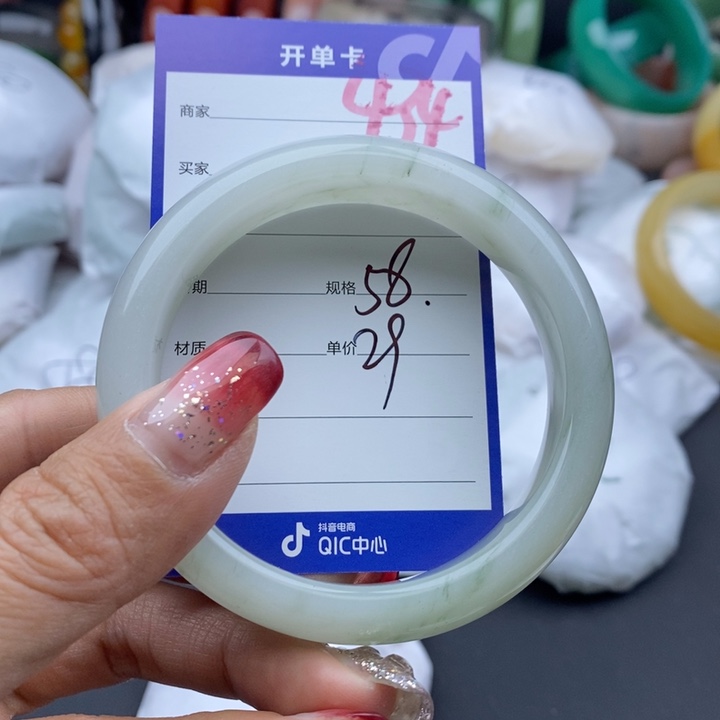 开单卡
商家
454
买家
期 规格 58.
材质 单价 29
抖音电商
QIC中心